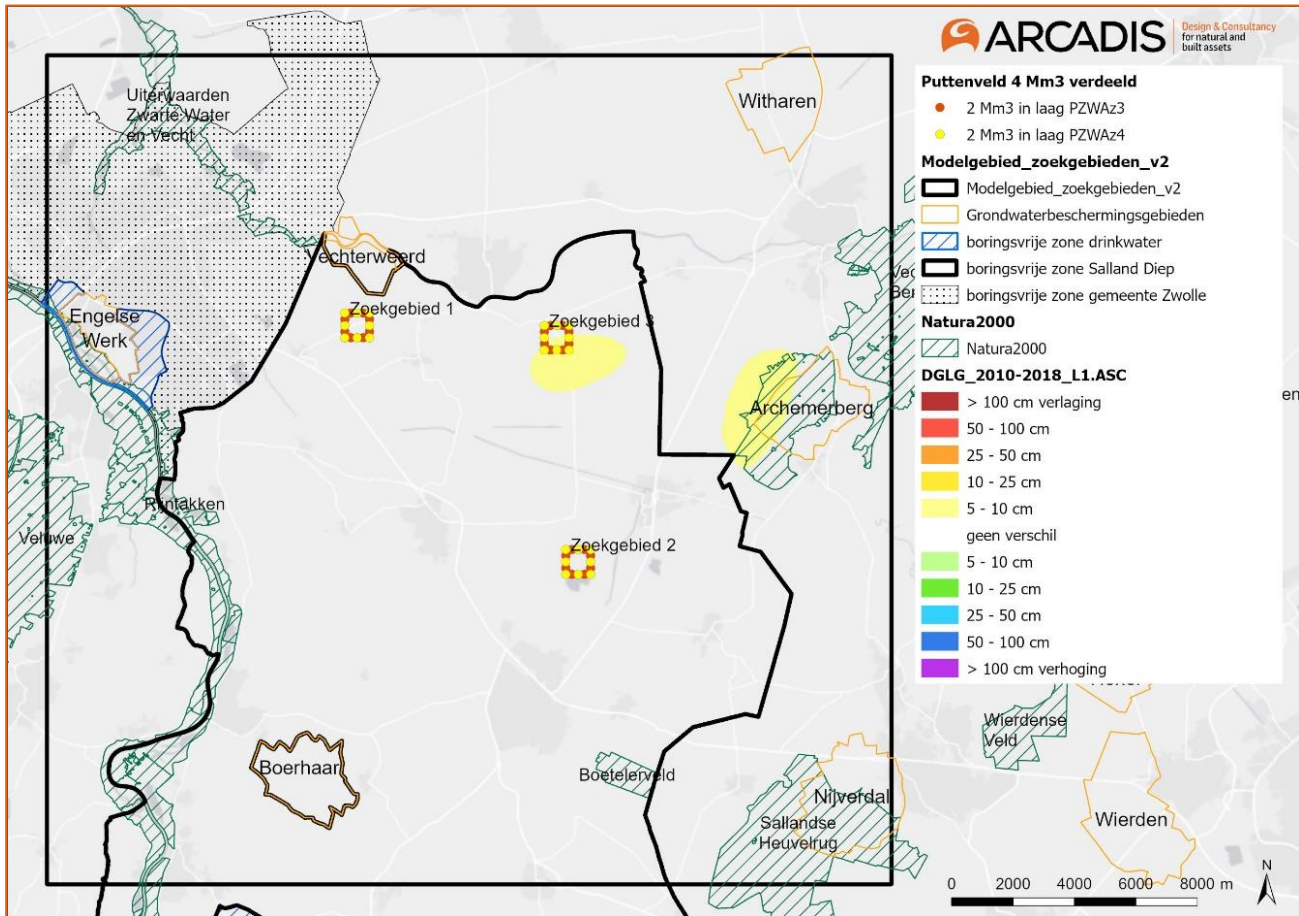 ARCADIS
Design & Consultancy
for natural and
built assets
Puttenveld 4 Mm3 verdeeld
2 Mm3 in laag PZWAz3
2 Mm3 in laag PZWAz4
Modelgebied_zoekgebieden_v2
Modelgebied_zoekgebieden_v2
Grondwaterbeschermingsgebieden
boringsvrije zone drinkwater
boringsvrije zone Salland Diep
boringsvrije zone gemeente Zwolle
Natura2000
Natura2000
DGLG_2010-2018_L1.ASC
> 100 cm verlaging
50 - 100 cm
25 - 50 cm
10 - 25 cm
5 - 10 cm
geen verschil
5 - 10 cm
10 - 25 cm
25 - 50 cm
50 - 100 cm
> 100 cm verhoging
Uiterwaarden
Zwarte Water
en Vecht
Witharen
Vechterweerd
Zoekgebied 1
Zoekgebied 3
Engelse
Werk
Archemerberg
Rijntakken
Veluwe
Zoekgebied 2
Boerhaar
Boetelerveld
Nijverdal
Sallandse
Heuvelrug
Wierdense
Veld
Wierden
N
0 2000 4000 6000 8000 m